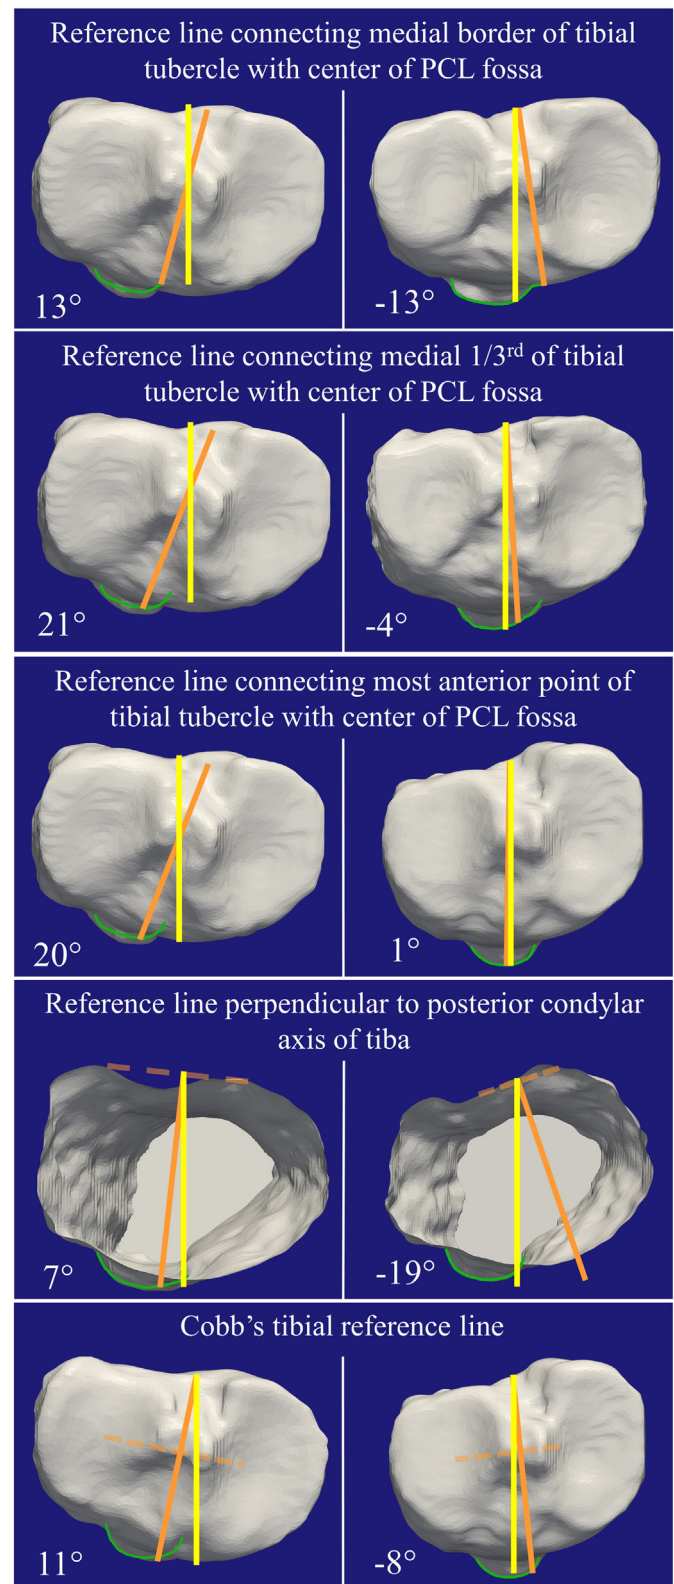 Reference line connecting medial border of tibial
tubercle with center of PCL fossa
13°
-13°
Reference line connecting medial 1/3rd of tibial
tubercle with center of PCL fossa
21°
-4°
Reference line connecting most anterior point of
tibial tubercle with center of PCL fossa
20°
1°
Reference line perpendicular to posterior condylar
axis of tiba
7°
-19°
Cobb's tibial reference line
11°
-8°